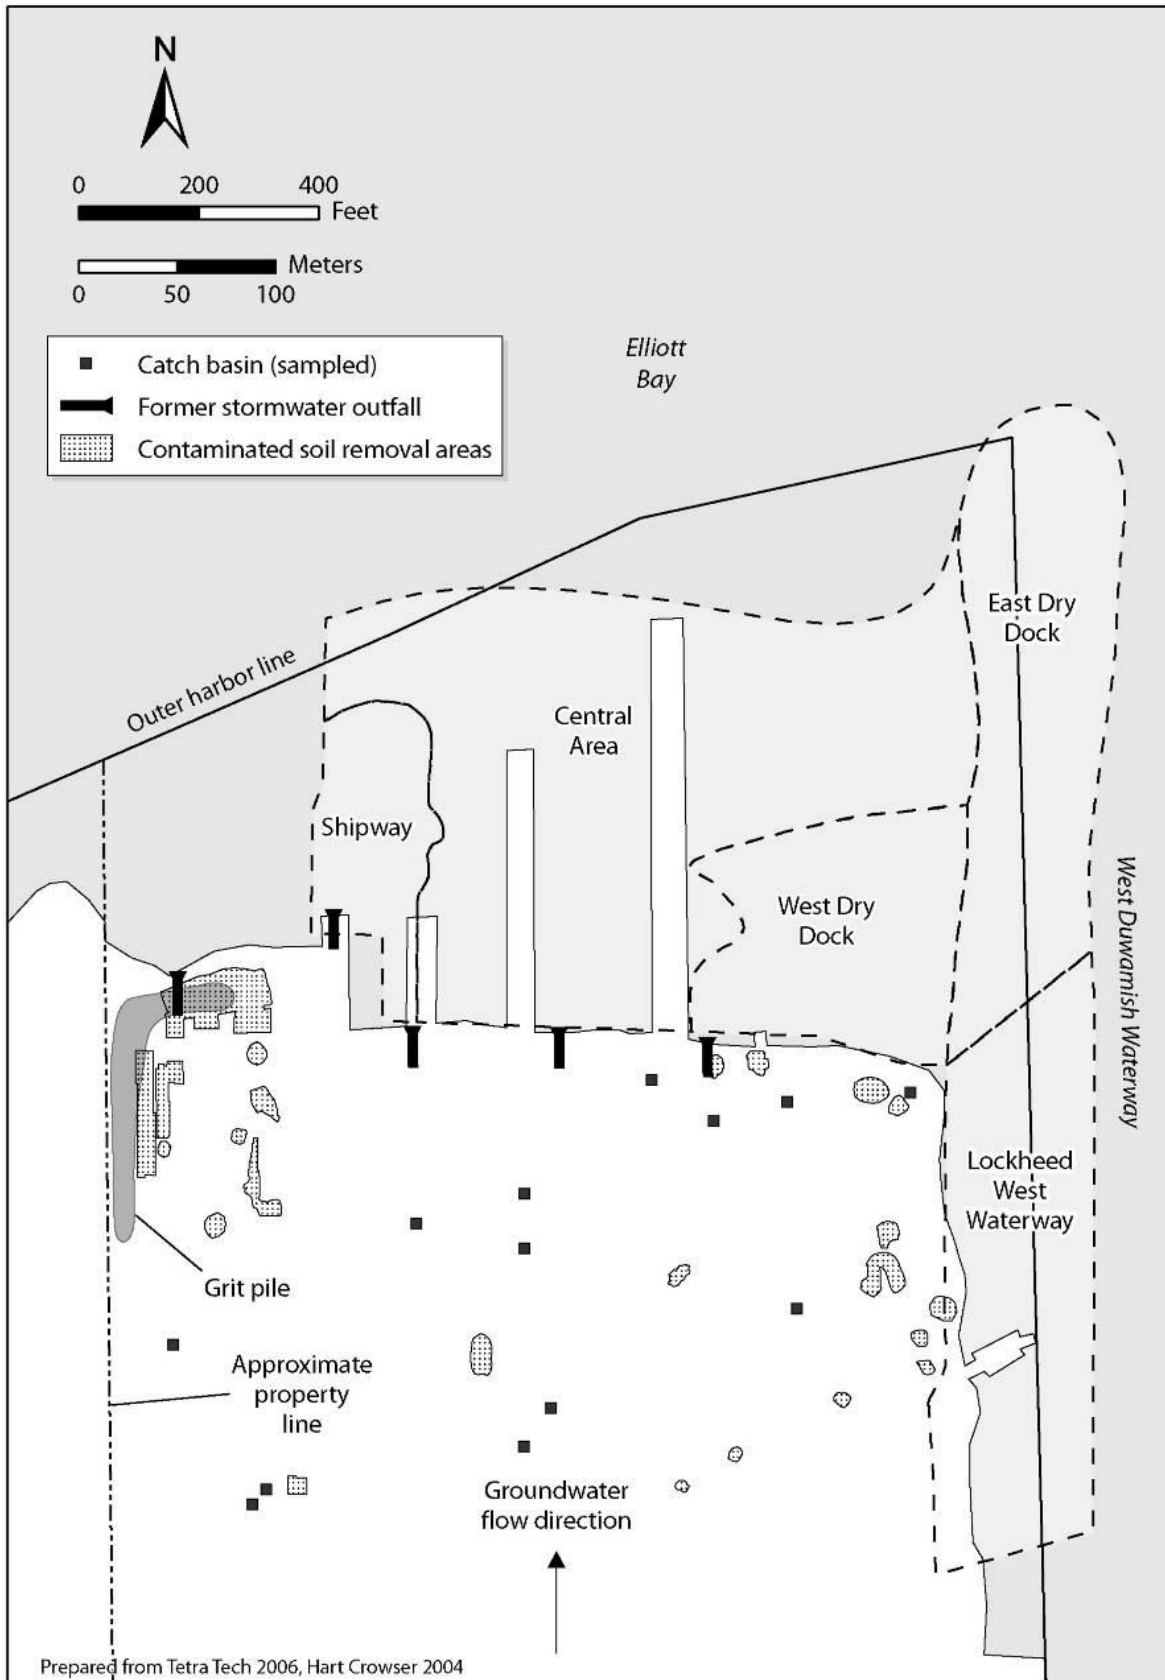 N
0 200 400
Feet
Meters
0 50 100
Catch basin (sampled)
Former stormwater outfall
Contaminated soil removal areas
Elliott
Bay
Outer harbor line
East Dry
Dock
Central
Area
Shipway
West Dry
Dock
West Duwamish Waterway
Lockheed
West
Waterway
Grit pile
Approximate
property
line
Groundwater
flow direction
Prepared from Tetra Tech 2006, Hart Crowser 2004